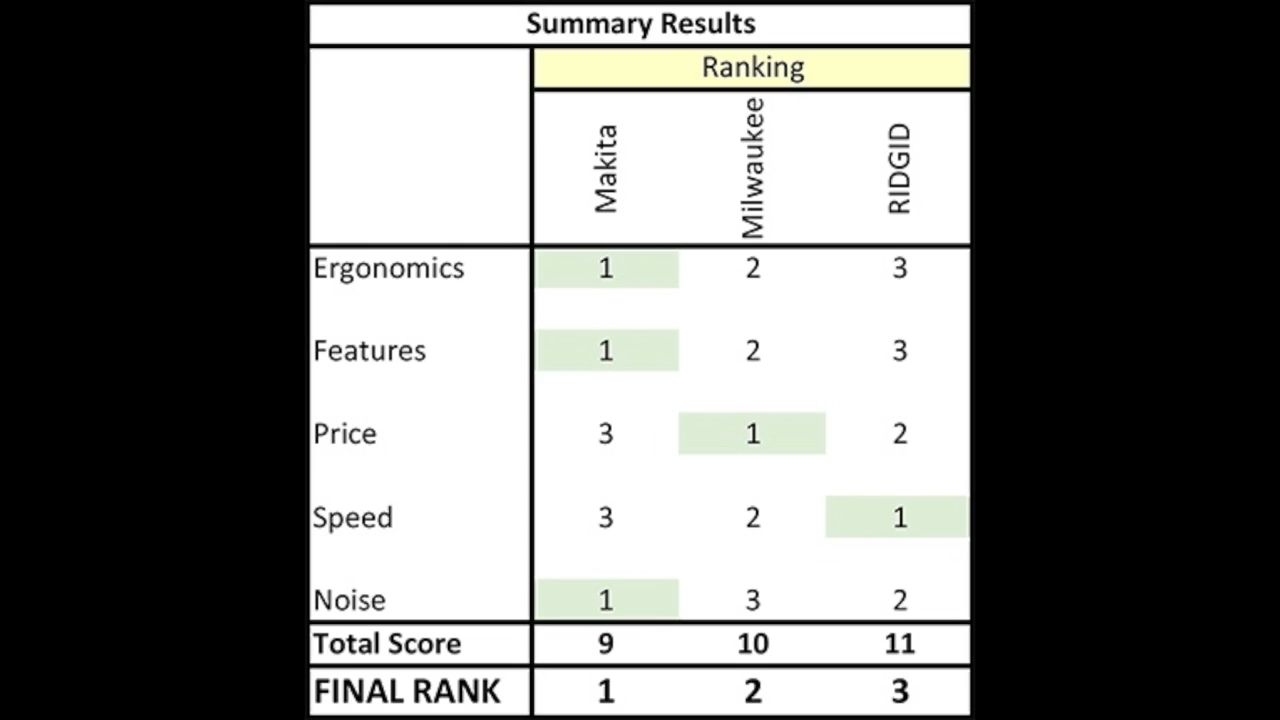 Summary Results
Ranking
Makita Milwaukee RIDGID
Ergonomics 1 2 3
Features 1 2 3
Price 3 1 2
Speed 3 2 1
Noise 1 3 2
Total Score 9 10 11
FINAL RANK 1 2 3